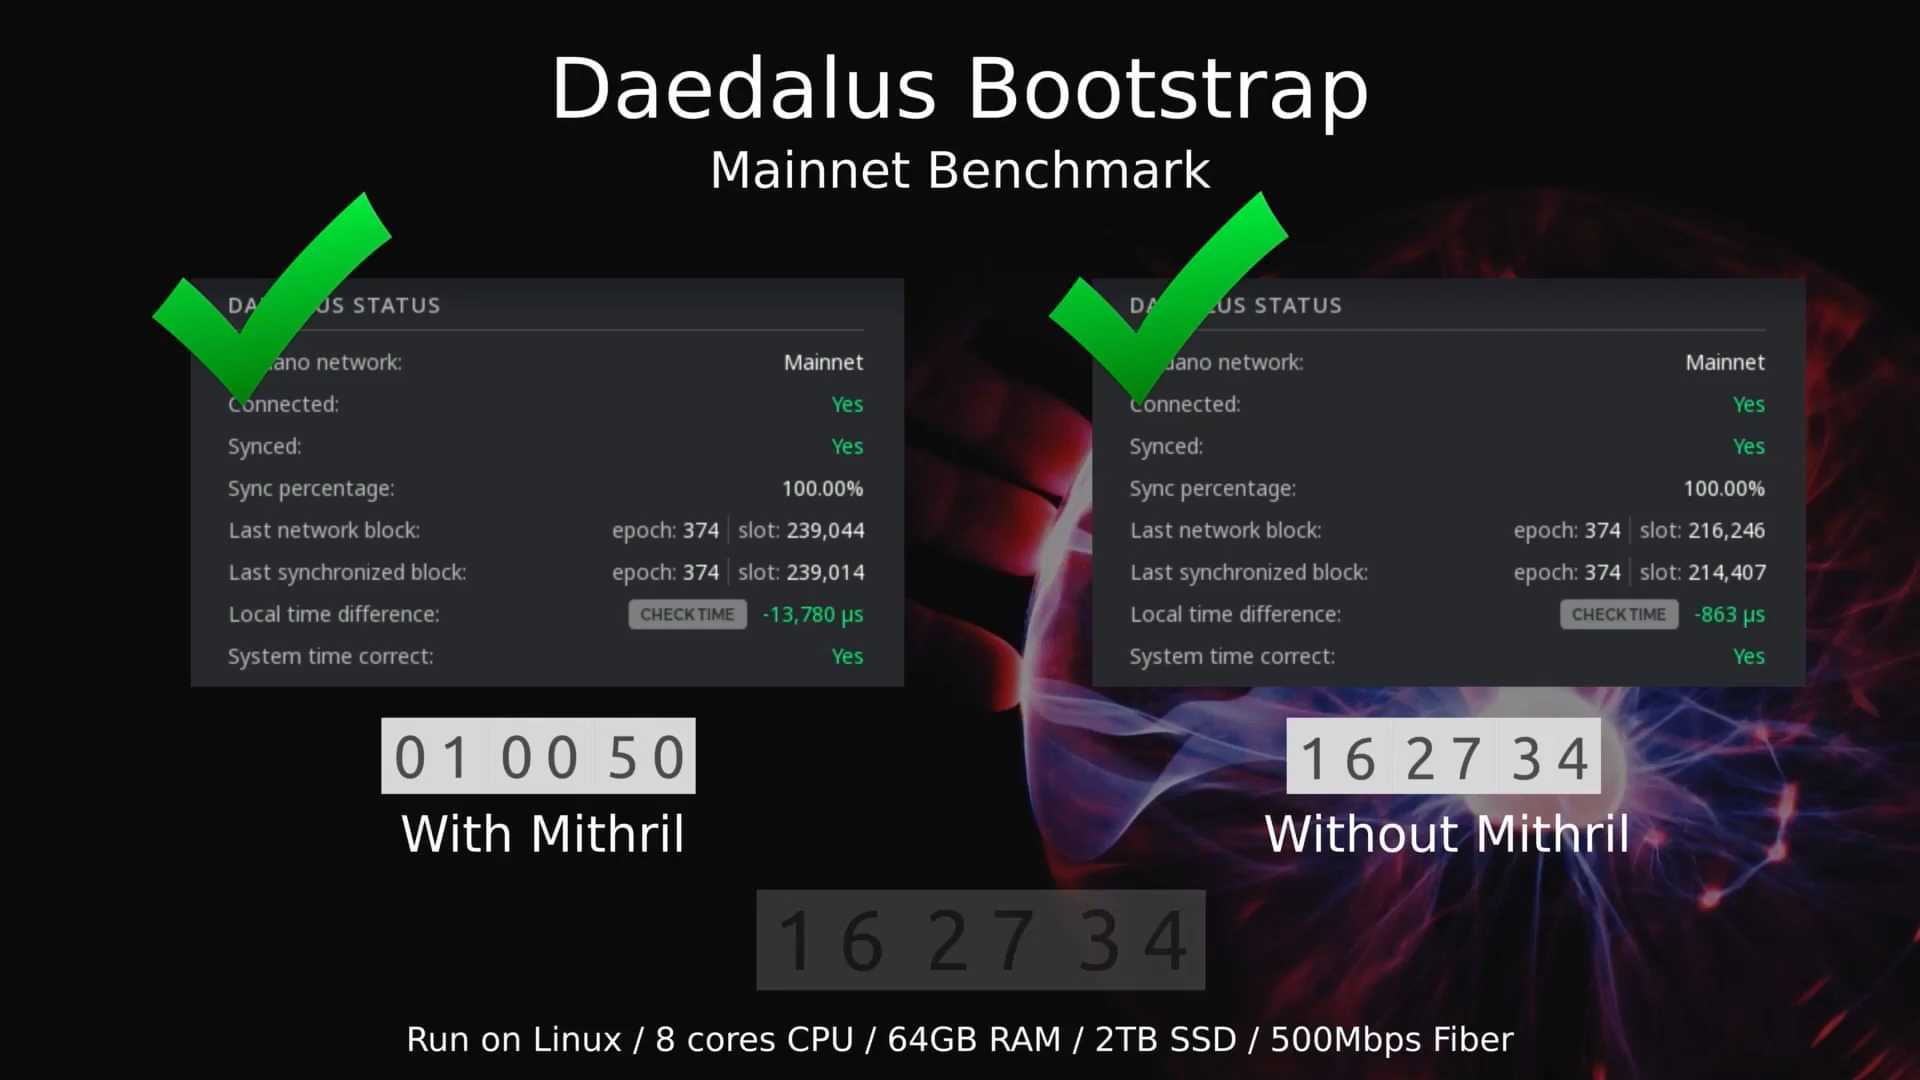 Daedalus Bootstrap
Mainnet Benchmark
STATUS
network: Mainnet
Connected: Yes
Synced: Yes
Sync percentage: 100.00%
Last network block: epoch: 374 slot: 239,044
Last synchronized block: epoch: 374 slot: 239,014
Local time difference: CHECK TIME -13,780 µs
System time correct: Yes
01 00 50
With Mithril
STATUS
network: Mainnet
Connected: Yes
Synced: Yes
Sync percentage: 100.00%
Last network block: epoch: 374 slot: 216,246
Last synchronized block: epoch: 374 slot: 214,407
Local time difference: CHECK TIME -863 µs
System time correct: Yes
16 27 34
Without Mithril
16 27 34
Run on Linux / 8 cores CPU / 64GB RAM / 2TB SSD / 500Mbps Fiber